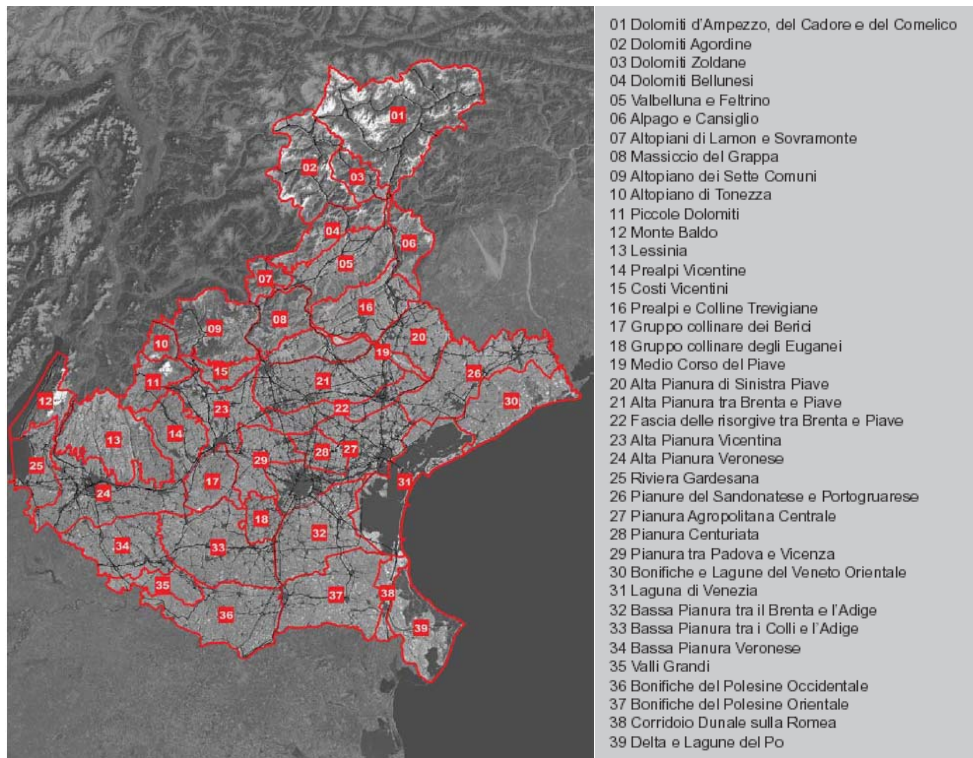 01 Dolomiti d'Ampezzo, del Cadore e del Comelico
02 Dolomiti Agordine
03 Dolomiti Zoldane
04 Dolomiti Bellunesi
05 Valbelluna e Feltrino
06 Alpago e Cansiglio
07 Altopiani di Lamon e Sovramonte
08 Massiccio del Grappa
09 Altopiano dei Sette Comuni
10 Altopiano di Tonezza
11 Piccole Dolomiti
12 Monte Baldo
13 Lessinia
14 Prealpi Vicentine
15 Costi Vicentini
16 Prealpi e Colline Trevigiane
17 Gruppo collinare dei Berici
18 Gruppo collinare degli Euganei
19 Medio Corso del Piave
20 Alta Pianura di Sinistra Piave
21 Alta Pianura tra Brenta e Piave
22 Fascia delle risorgive tra Brenta e Piave
23 Alta Pianura Vicentina
24 Alta Pianura Veronese
25 Riviera Gardesana
26 Pianure del Sandonatese e Portogruarese
27 Pianura Agropolitana Centrale
28 Pianura Centuriata
29 Pianura tra Padova e Vicenza
30 Bonifiche e Lagune del Veneto Orientale
31 Laguna di Venezia
32 Bassa Pianura tra il Brenta e l'Adige
33 Bassa Pianura tra i Colli e l'Adige
34 Bassa Pianura Veronese
35 Valli Grandi
36 Bonifiche del Polesine Occidentale
37 Bonifiche del Polesine Orientale
38 Corridoio Dunale sulla Romea
39 Delta e Lagune del Po
01
02
03
04
06
05
07
16
08
09
20
10
19
26
15
11
21
12
30
23
22
14
13
27
28
29
25
17
31
24
18
32
34
33
35
37
38
36
39